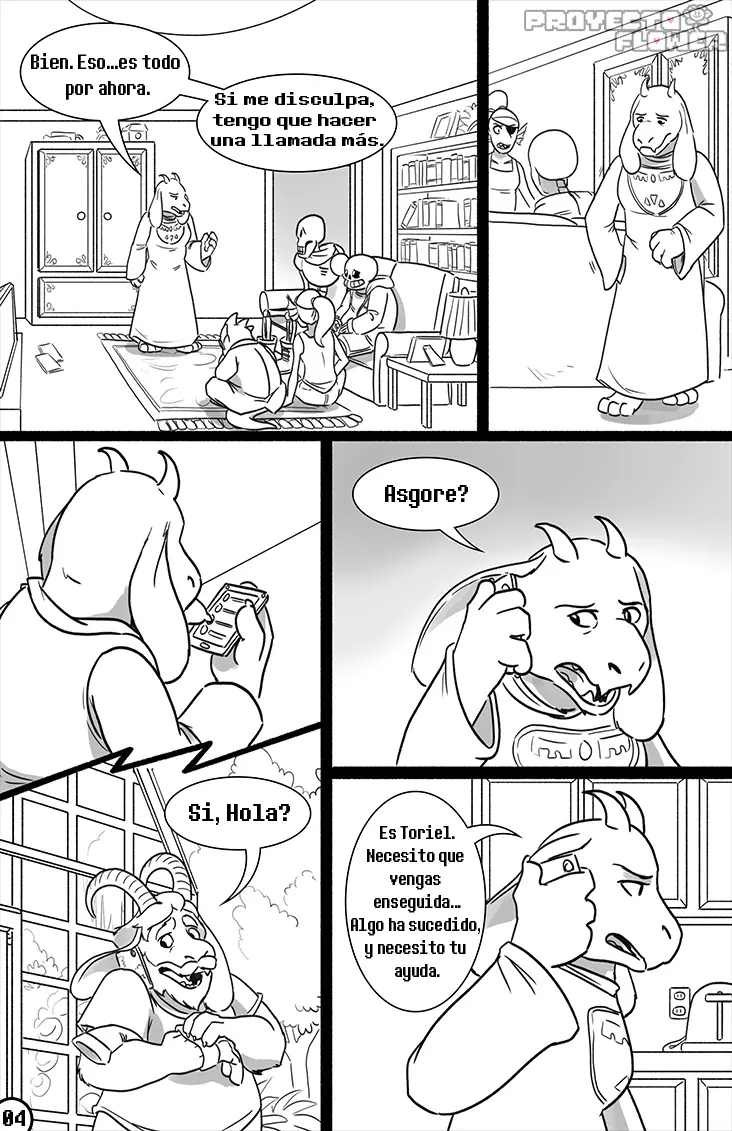 PROYECTO
FLOWER
Bien. Eso...es todo
por ahora.
Si me disculpa,
tengo que hacer
una llamada más.
Asgore?
Si, Hola?
Es Toriel.
Necesito que
vengas
enseguida...
Algo ha sucedido,
y necesito tu
ayuda.
04